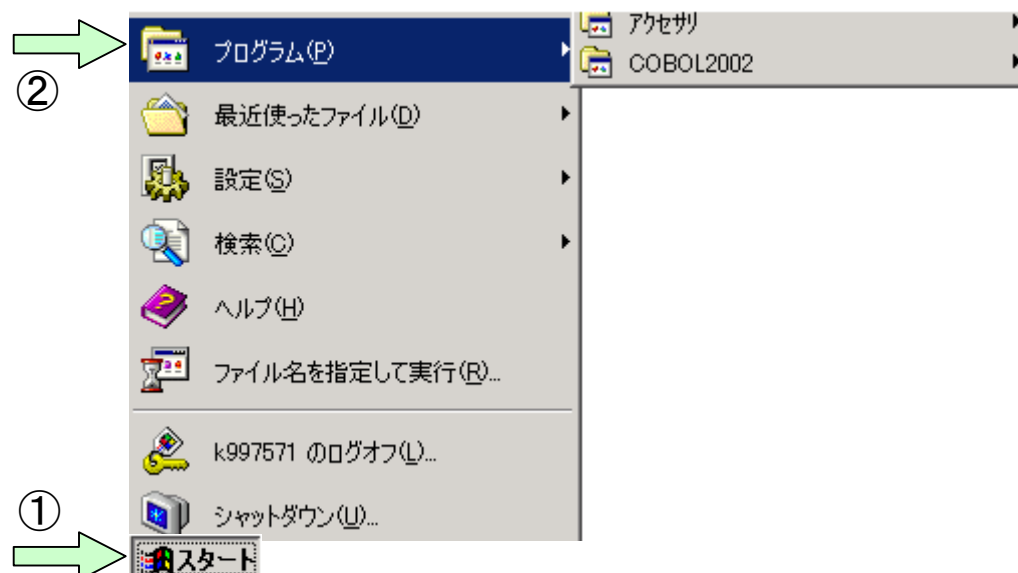 ②
プログラム(P)
アクセサリ
COBOL2002
最近使ったファイル(D)
設定(S)
検索(C)
ヘルプ(H)
ファイル名を指定して実行(R)...
k997571 のログオフ(L)...
シャットダウン(U)...
①
スタート